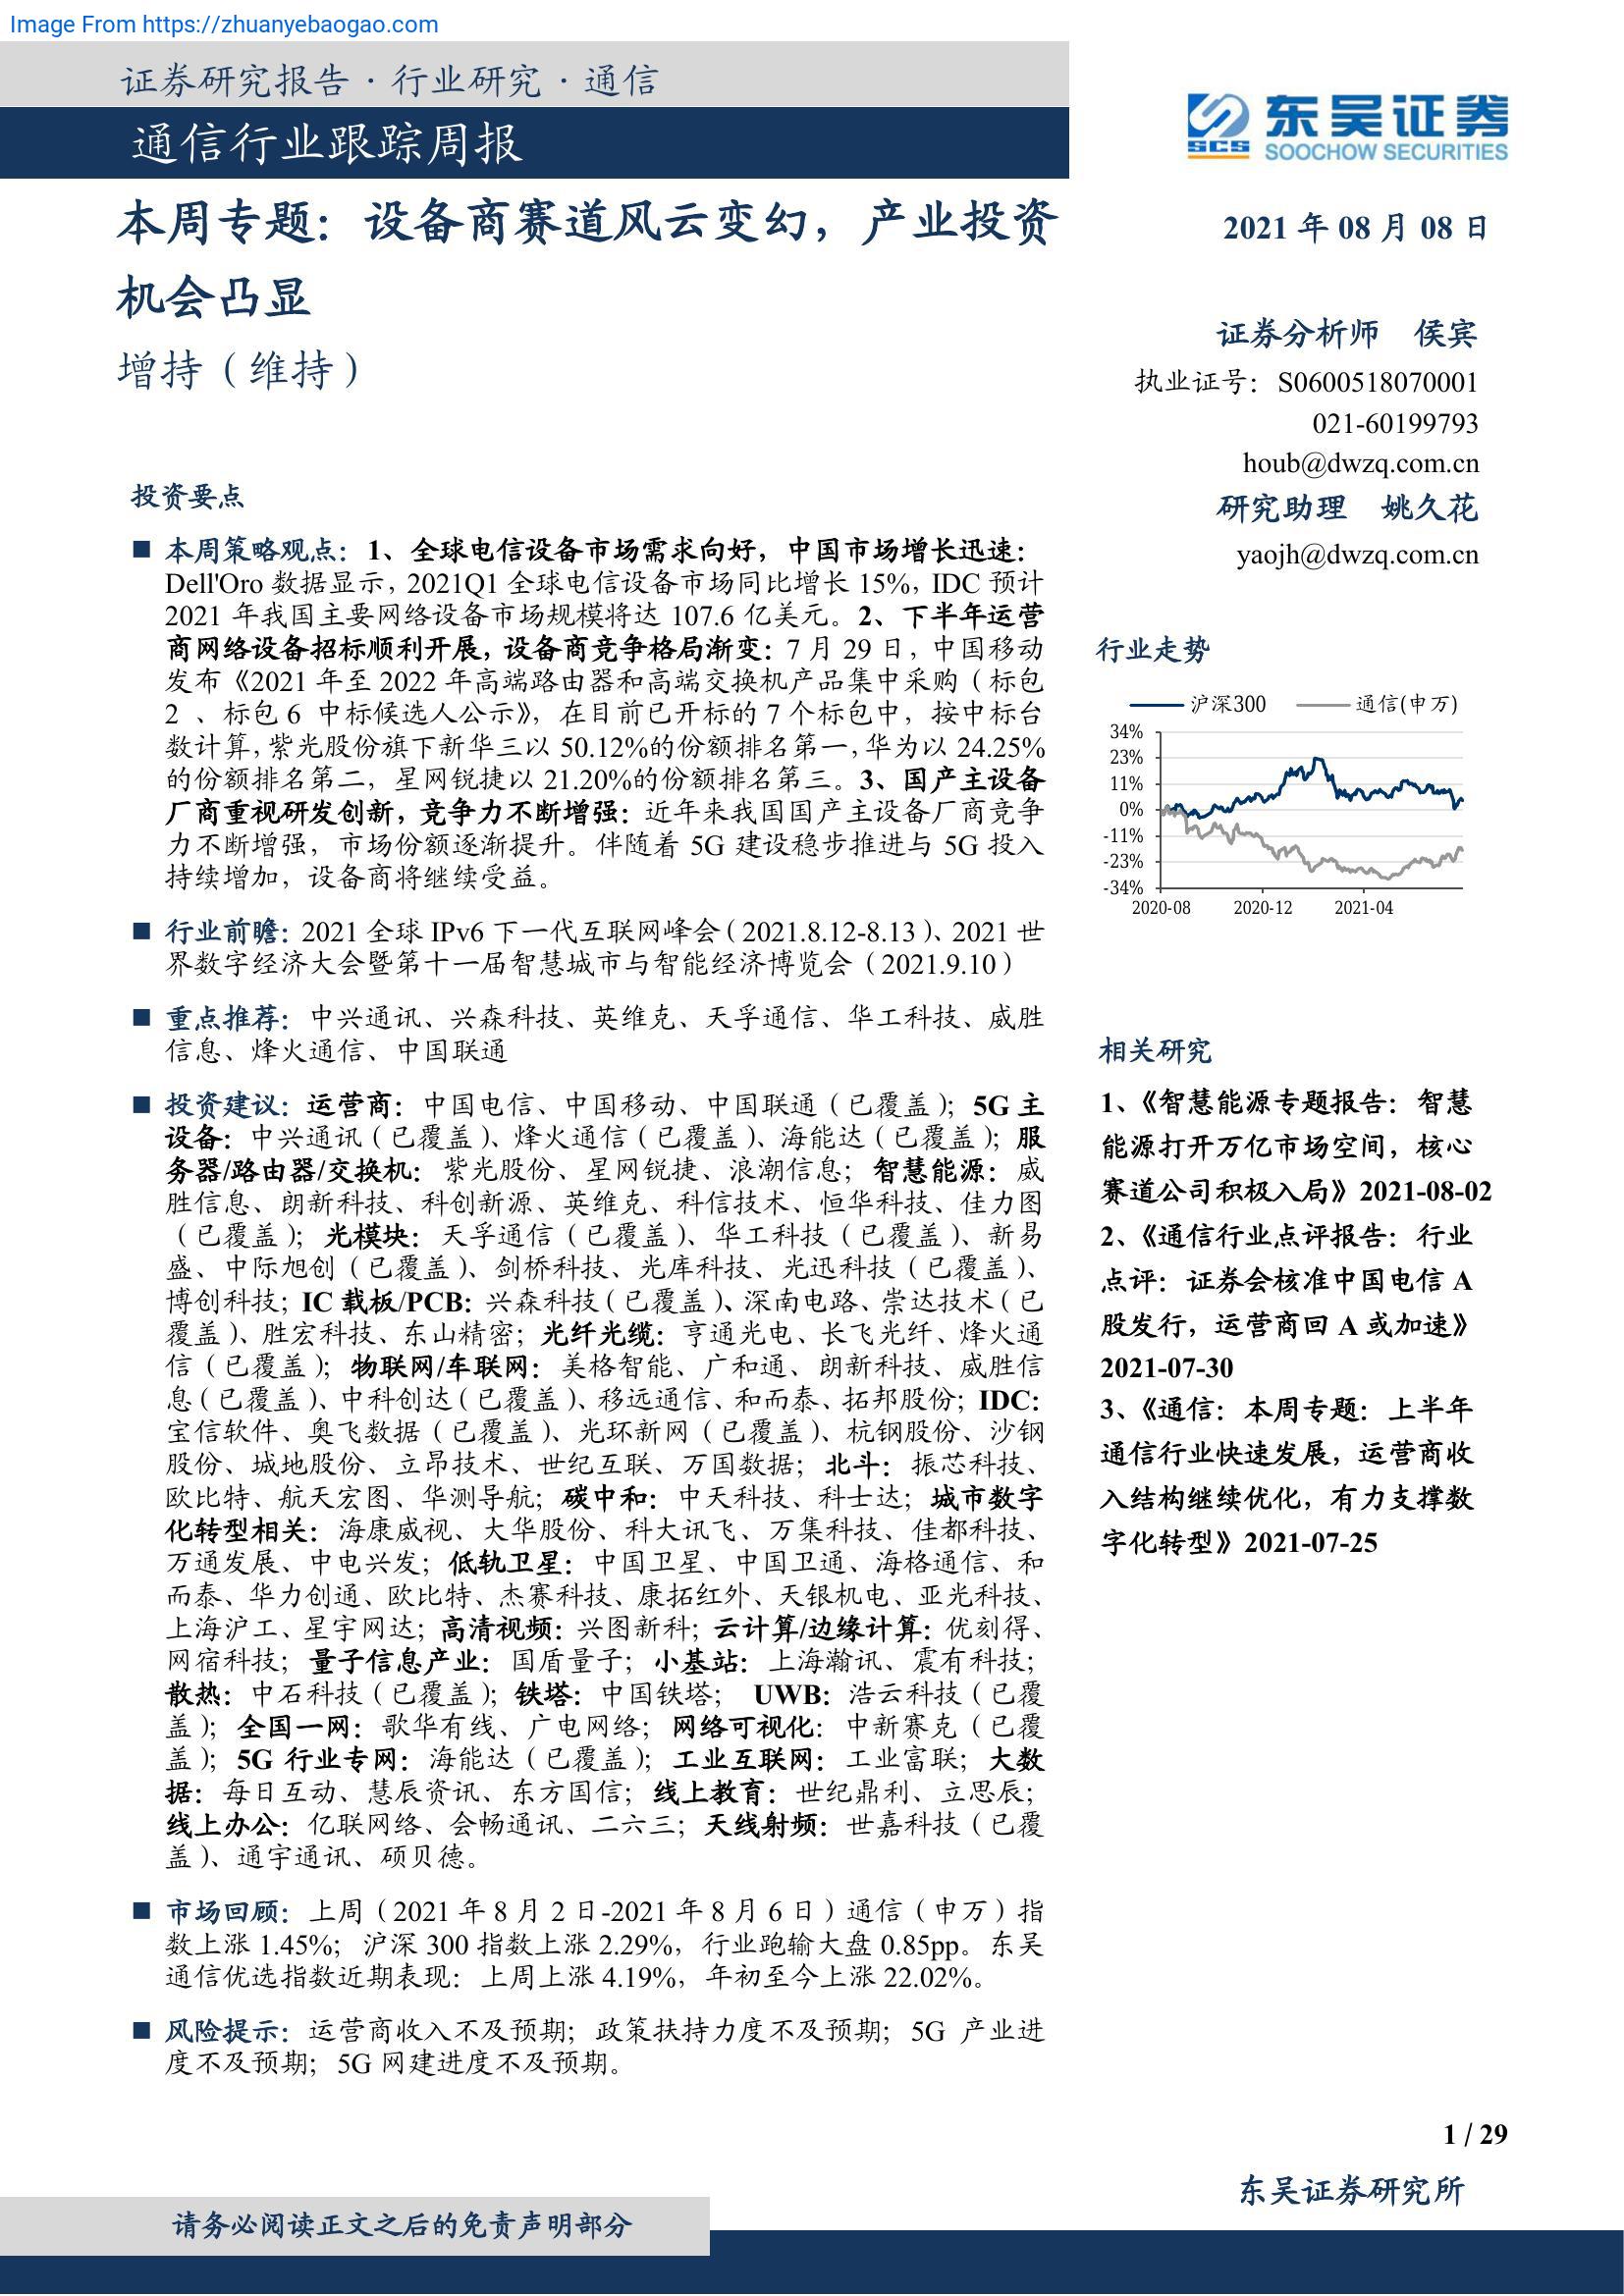 Image From https://zhuanyebaogao.com
证券研究报告·行业研究·通信
通信行业跟踪周报
东吴证券
SCS
SOOCHOW SECURITIES
本周专题：设备商赛道风云变幻，产业投资
机会凸显
增持（维持）
2021 年 08 月 08 日
证券分析师 侯宾
执业证号：S0600518070001
021-60199793
houb@dwzq.com.cn
研究助理 姚久花
yaojh@dwzq.com.cn
投资要点
■ 本周策略观点：1、全球电信设备市场需求向好，中国市场增长迅速：
Dell'Oro 数据显示，2021Q1 全球电信设备市场同比增长 15%，IDC 预计
2021 年我国主要网络设备市场规模将达 107.6 亿美元。2、下半年运营
商网络设备招标顺利开展，设备商竞争格局渐变：7 月 29 日，中国移动
发布《2021 年至 2022 年高端路由器和高端交换机产品集中采购（标包
2 、标包 6 中标候选人公示》，在目前已开标的 7 个标包中，按中标台
数计算，紫光股份旗下新华三以 50.12%的份额排名第一，华为以 24.25%
的份额排名第二，星网锐捷以 21.20%的份额排名第三。3、国产主设备
厂商重视研发创新，竞争力不断增强：近年来我国国产主设备厂商竞争
力不断增强，市场份额逐渐提升。伴随着 5G 建设稳步推进与 5G 投入
持续增加，设备商将继续受益。
■ 行业前瞻：2021 全球 IPv6 下一代互联网峰会（2021.8.12-8.13）、2021 世
界数字经济大会暨第十一届智慧城市与智能经济博览会（2021.9.10）
■ 重点推荐：中兴通讯、兴森科技、英维克、天孚通信、华工科技、威胜
信息、烽火通信、中国联通
■ 投资建议：运营商：中国电信、中国移动、中国联通（已覆盖）；5G 主
设备：中兴通讯（已覆盖）、烽火通信（已覆盖）、海能达（已覆盖）；服
务器/路由器/交换机：紫光股份、星网锐捷、浪潮信息；智慧能源：威
胜信息、朗新科技、科创新源、英维克、科信技术、恒华科技、佳力图
（已覆盖）；光模块：天孚通信（已覆盖）、华工科技（已覆盖）、新易
盛、中际旭创（已覆盖）、剑桥科技、光库科技、光迅科技（已覆盖）、
博创科技；IC 载板/PCB：兴森科技（已覆盖）、深南电路、崇达技术（已
覆盖）、胜宏科技、东山精密；光纤光缆：亨通光电、长飞光纤、烽火通
信（已覆盖）；物联网/车联网：美格智能、广和通、朗新科技、威胜信
息（已覆盖）、中科创达（已覆盖）、移远通信、和而泰、拓邦股份；IDC：
宝信软件、奥飞数据（已覆盖）、光环新网（已覆盖）、杭钢股份、沙钢
股份、城地股份、立昂技术、世纪互联、万国数据；北斗：振芯科技、
欧比特、航天宏图、华测导航；碳中和：中天科技、科士达；城市数字
化转型相关：海康威视、大华股份、科大讯飞、万集科技、佳都科技、
万通发展、中电兴发；低轨卫星：中国卫星、中国卫通、海格通信、和
而泰、华力创通、欧比特、杰赛科技、康拓红外、天银机电、亚光科技、
上海沪工、星宇网达；高清视频：兴图新科；云计算/边缘计算：优刻得、
网宿科技；量子信息产业：国盾量子；小基站：上海瀚讯、震有科技；
散热：中石科技（已覆盖）；铁塔：中国铁塔； UWB：浩云科技（已覆
盖）；全国一网：歌华有线、广电网络；网络可视化：中新赛克（已覆
盖）；5G 行业专网：海能达（已覆盖）；工业互联网：工业富联；大数
据：每日互动、慧辰资讯、东方国信；线上教育：世纪鼎利、立思辰；
线上办公：亿联网络、会畅通讯、二六三；天线射频：世嘉科技（已覆
盖）、通宇通讯、硕贝德。
■ 市场回顾：上周（2021 年 8 月 2 日-2021 年 8 月 6 日）通信（申万）指
数上涨 1.45%；沪深 300 指数上涨 2.29%，行业跑输大盘 0.85pp。东吴
通信优选指数近期表现：上周上涨 4.19%，年初至今上涨 22.02%。
■ 风险提示：运营商收入不及预期；政策扶持力度不及预期；5G 产业进
度不及预期；5G 网建进度不及预期。
行业走势
沪深300 通信(申万)
34%
23%
11%
0%
-11%
-23%
-34%
2020-08 2020-12 2021-04
相关研究
1、《智慧能源专题报告：智慧
能源打开万亿市场空间，核心
赛道公司积极入局》2021-08-02
2、《通信行业点评报告：行业
点评：证券会核准中国电信 A
股发行，运营商回 A 或加速》
2021-07-30
3、《通信：本周专题：上半年
通信行业快速发展，运营商收
入结构继续优化，有力支撑数
字化转型》2021-07-25
1 / 29
东吴证券研究所
请务必阅读正文之后的免责声明部分